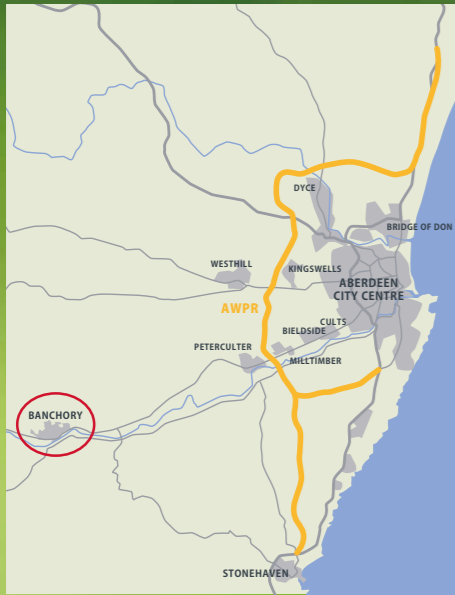 DYCE
BRIDGE OF DON
WESTHILL
KINGSWELLS
ABERDEEN
CITY CENTRE
AWPR
CULTS
BIELDSIDE
PETERCULTER
MILLTIMBER
BANCHORY
STONEHAVEN